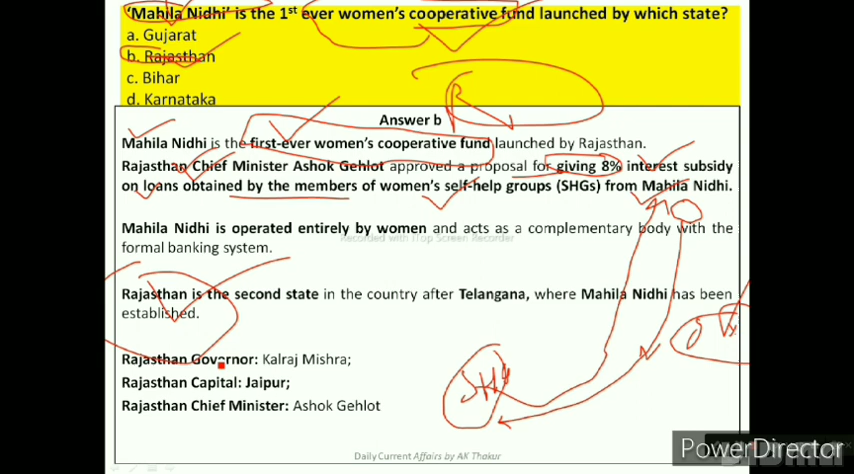 ‘Mahila Nidhi’ is the 1st ever women’s cooperative fund launched by which state?
a. Gujarat
b. Rajasthan
c. Bihar
d. Karnataka
Answer b
Mahila Nidhi is the first-ever women’s cooperative fund launched by Rajasthan.
Rajasthan Chief Minister Ashok Gehlot approved a proposal for giving 8% interest subsidy
on loans obtained by the members of women’s self-help groups (SHGs) from Mahila Nidhi.
Mahila Nidhi is operated entirely by women and acts as a complementary body with the
Recorded with iTop Screen Recorder
formal banking system.
Rajasthan is the second state in the country after Telangana, where Mahila Nidhi has been
established.
Rajasthan Governor: Kalraj Mishra;
Rajasthan Capital: Jaipur;
SHG
Rajasthan Chief Minister: Ashok Gehlot
PowerDirector
Daily Current Affairs by AK Thakur